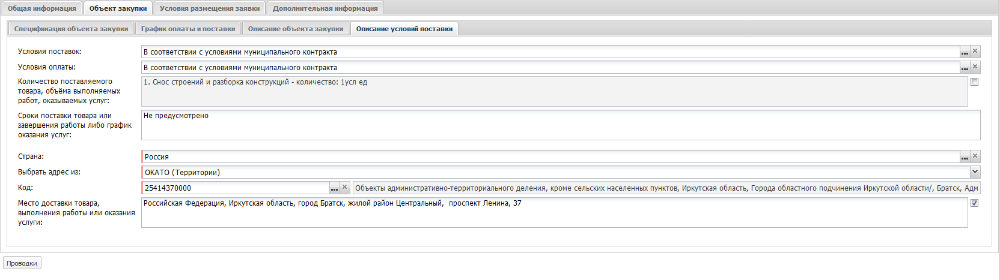 Общая информация Объект закупки Условия размещения заявки Дополнительная информация
Спецификация объекта закупки График оплаты и поставки Описание объекта закупки Описание условий поставки
Условия поставок: В соответствии с условиями муниципального контракта
Условия оплаты: В соответствии с условиями муниципального контракта
Количество поставляемого
товара, объёма выполняемых
работ, оказываемых услуг:
1. Снос строений и разборка конструкций - количество: 1усл ед
Сроки поставки товара или
завершения работы либо график
оказания услуг:
Не предусмотрено
Страна: Россия
Выбрать адрес из: ОКАТО (Территории)
Код: 25414370000 Объекты административно-территориального деления, кроме сельских населенных пунктов, Иркутская область, Города областного подчинения Иркутской области/, Братск, Адм
Место доставки товара,
выполнения работы или оказания
услуги:
Российская Федерация, Иркутская область, город Братск, жилой район Центральный,  проспект Ленина, 37
Проводки